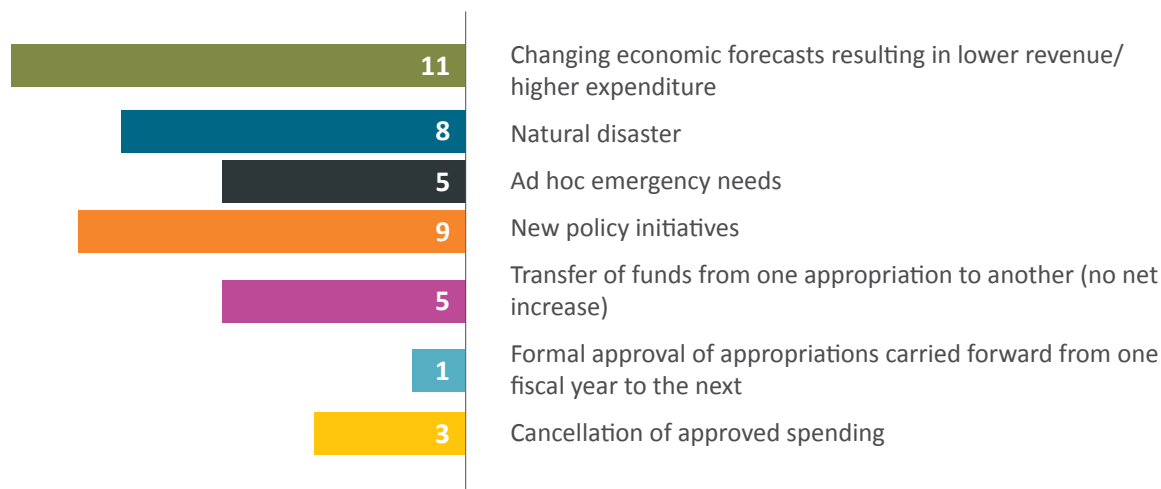 11
Changing economic forecasts resulting in lower revenue/
higher expenditure
8
Natural disaster
5
Ad hoc emergency needs
9
New policy initiatives
5
Transfer of funds from one appropriation to another (no net
increase)
1
Formal approval of appropriations carried forward from one
fiscal year to the next
3
Cancellation of approved spending